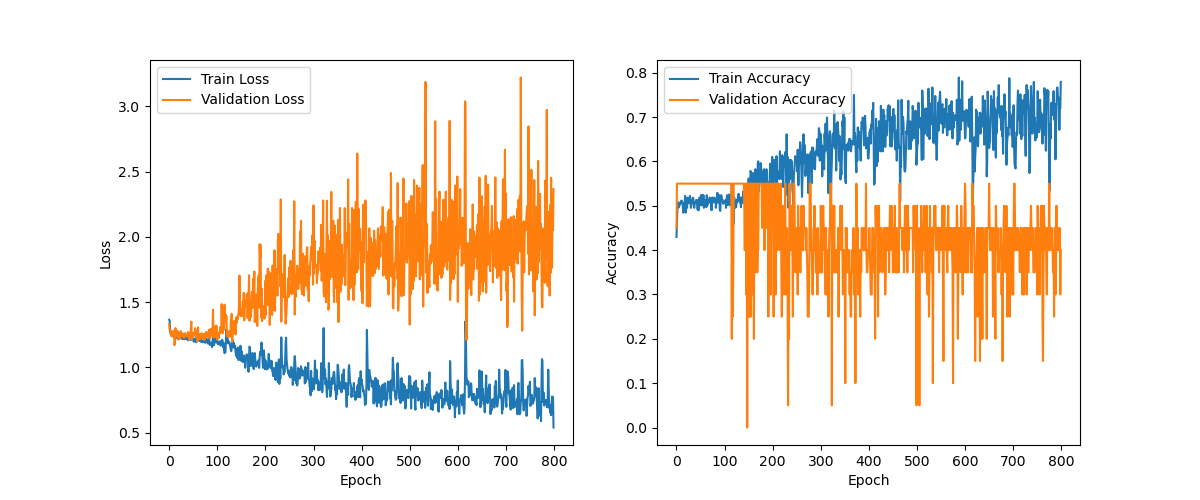 Train Loss
Validation Loss
3.0
2.5
2.0
1.5
1.0
0.5
Loss
0 100 200 300 400 500 600 700 800
Epoch
Train Accuracy
Validation Accuracy
0.8
0.7
0.6
0.5
0.4
0.3
0.2
0.1
0.0
Accuracy
0 100 200 300 400 500 600 700 800
Epoch